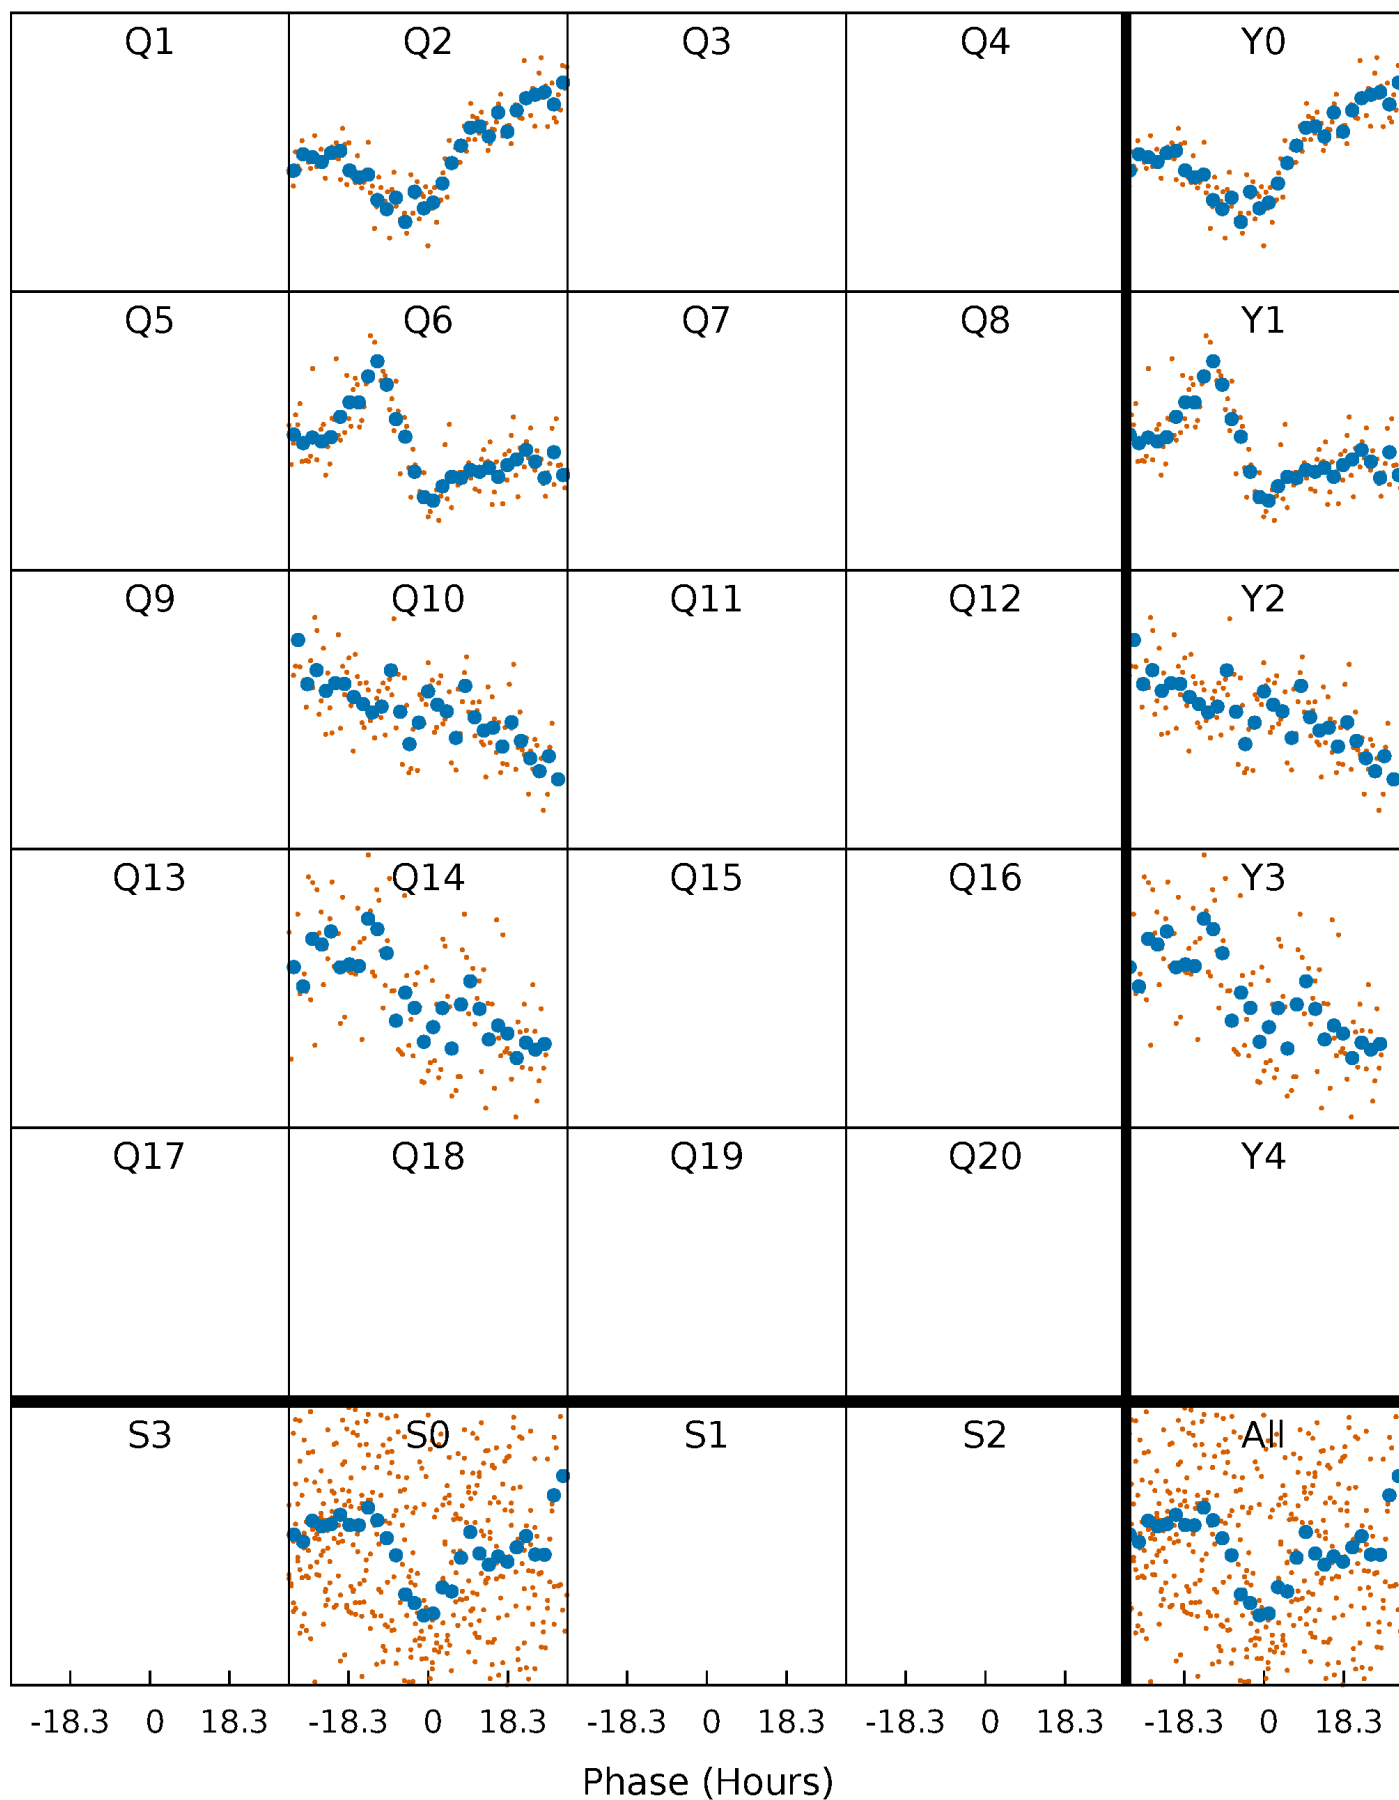 Q1 Q2 Q3 Q4 Y0
Q5 Q6 Q7 Q8 Y1
Q9 Q10 Q11 Q12 Y2
Q13 Q14 Q15 Q16 Y3
Q17 Q18 Q19 Q20 Y4
S3 S0 S1 S2 All
-18.3 0 18.3 -18.3 0 18.3 -18.3 0 18.3 -18.3 0 18.3 -18.3 0 18.3
Phase (Hours)